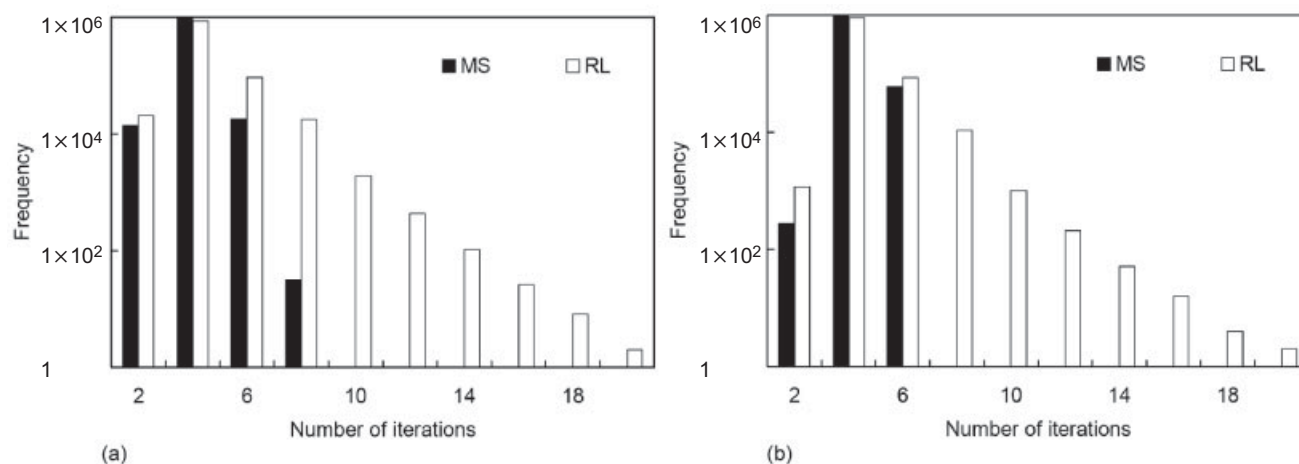 1×10⁶
MS RL
1×10⁴
Frequency
1×10²
1
2 6 10 14 18
Number of iterations
(a)
1×10⁶
MS RL
1×10⁴
Frequency
1×10²
1
2 6 10 14 18
Number of iterations
(b)